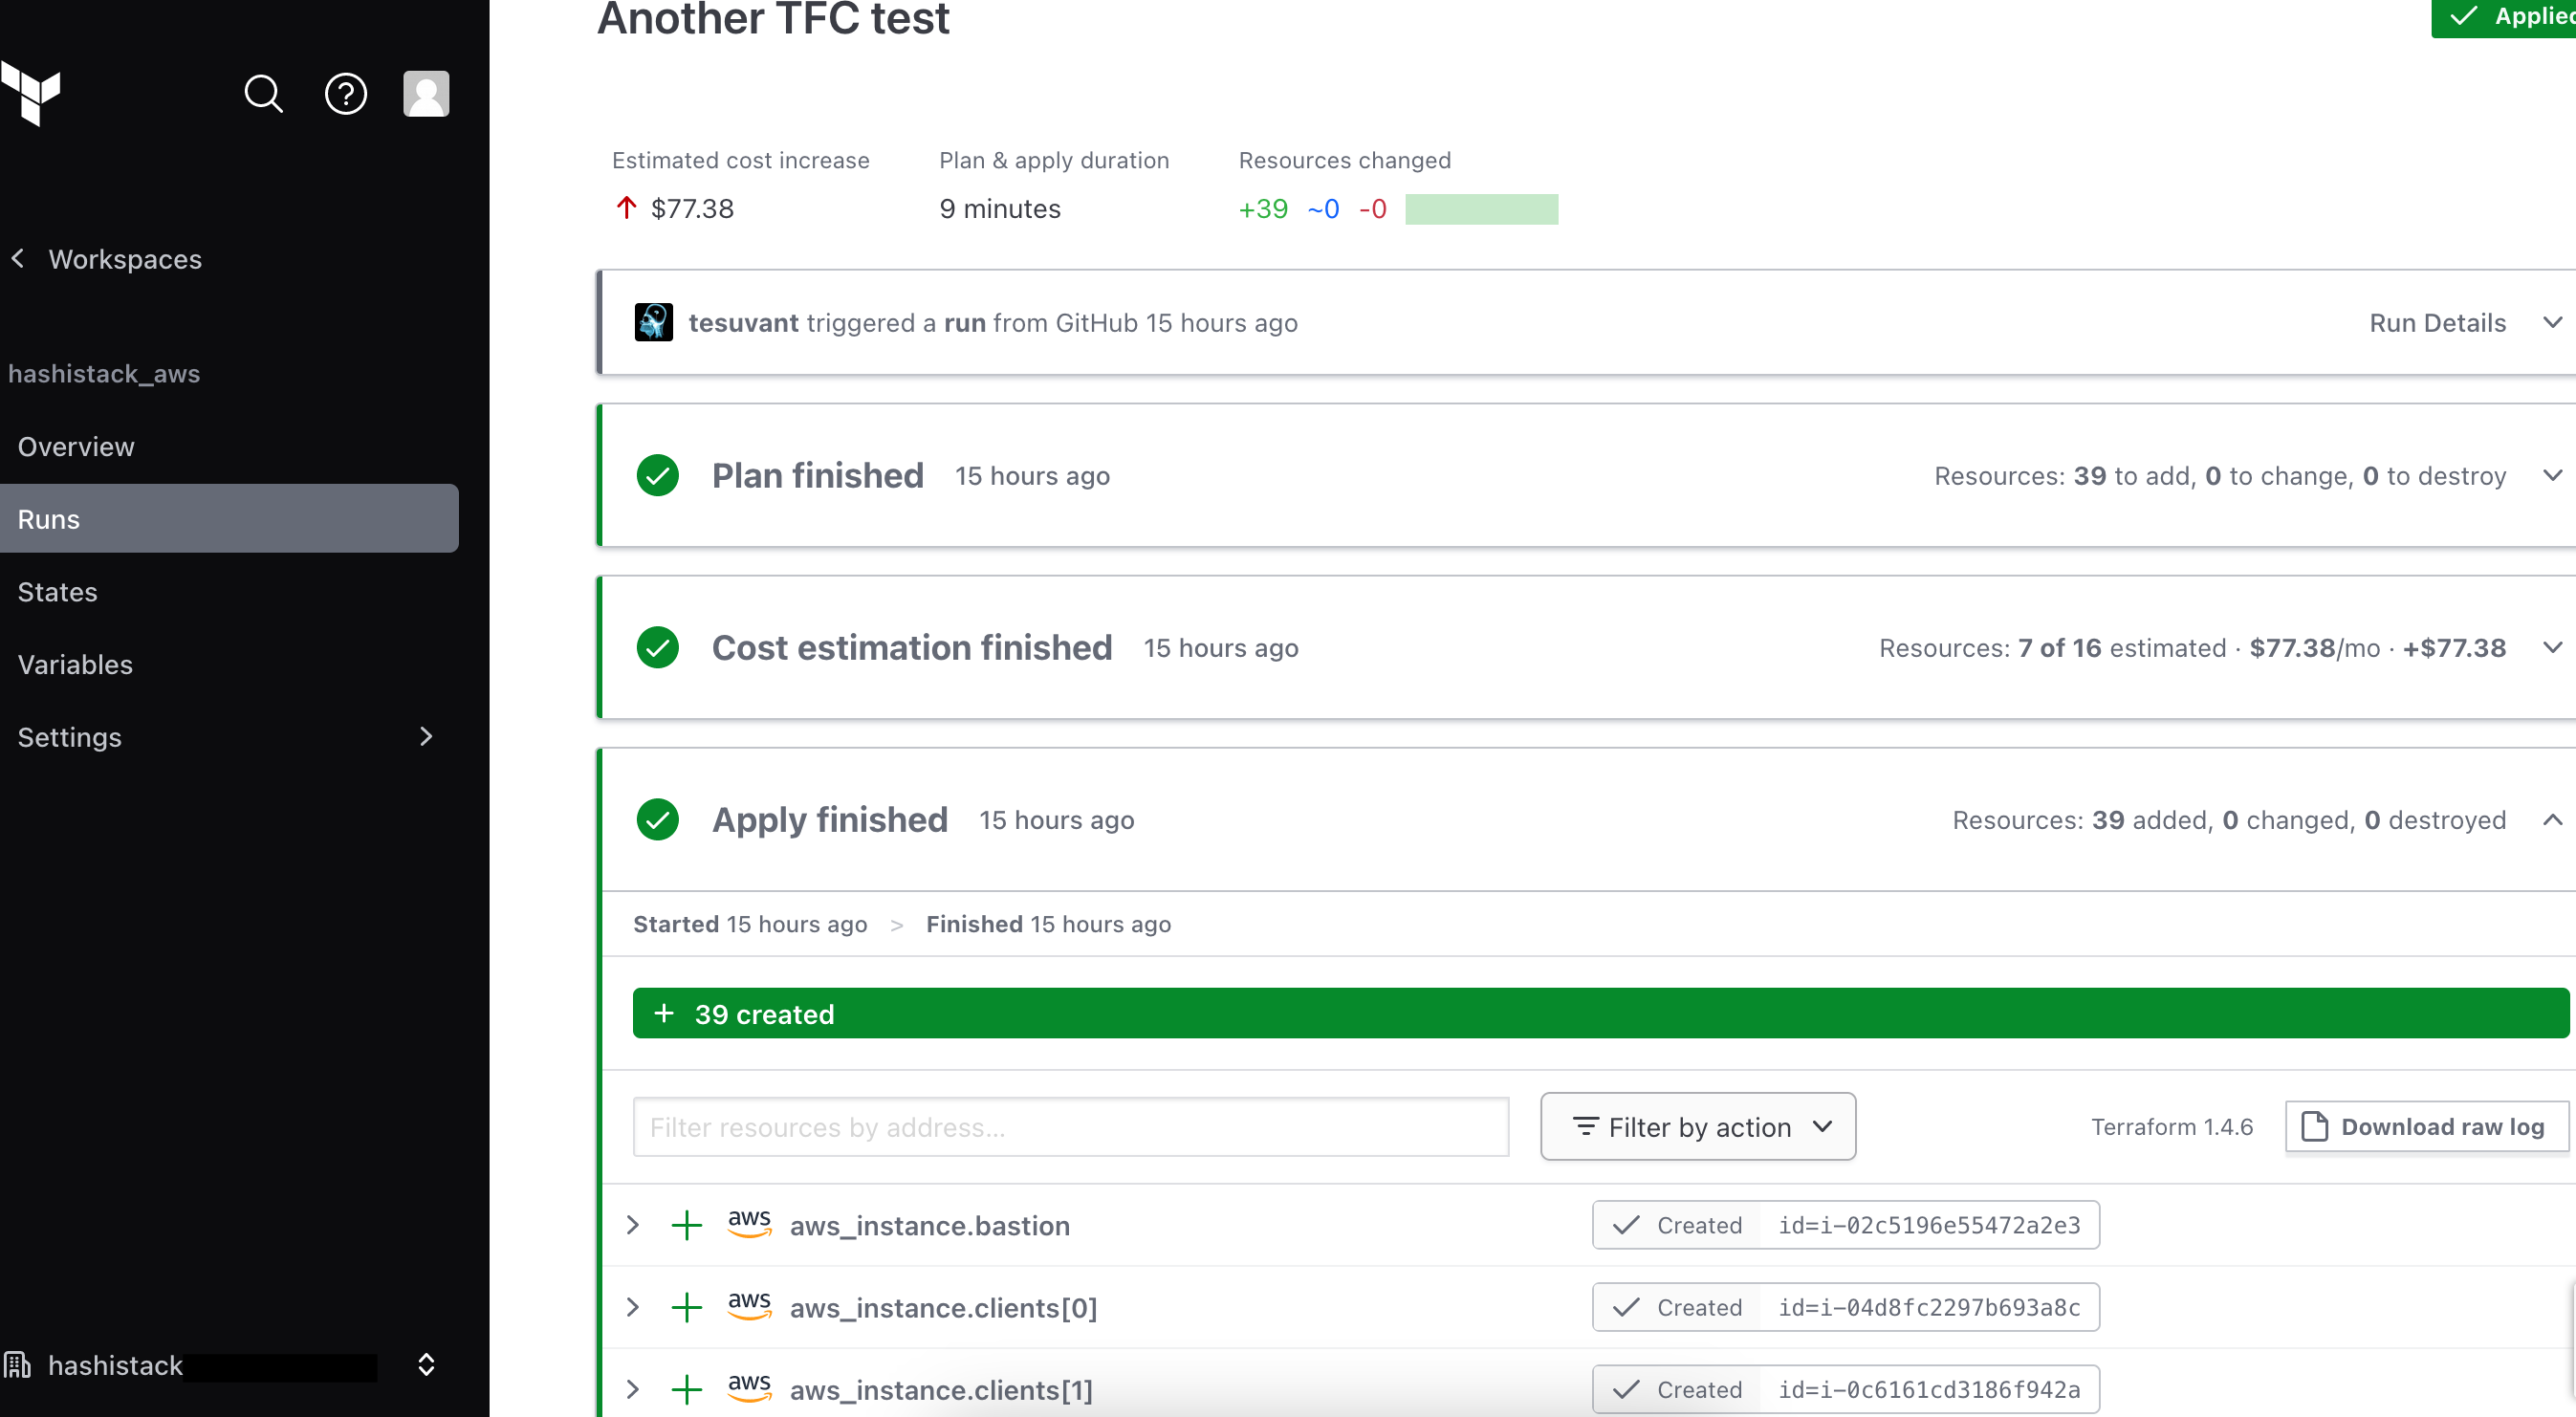 Another TFC test
Applied
Workspaces
hashistack_aws
Overview
Runs
States
Variables
Settings
hashistack
Estimated cost increase
$77.38
Plan & apply duration
9 minutes
Resources changed
+39 ~0 -0
tesuvant triggered a run from GitHub 15 hours ago
Run Details
Plan finished 15 hours ago
Resources: 39 to add, 0 to change, 0 to destroy
Cost estimation finished 15 hours ago
Resources: 7 of 16 estimated · $77.38/mo · +$77.38
Apply finished 15 hours ago
Resources: 39 added, 0 changed, 0 destroyed
Started 15 hours ago > Finished 15 hours ago
+ 39 created
Filter resources by address...
Filter by action
Terraform 1.4.6
Download raw log
aws aws_instance.bastion
Created id=i-02c5196e55472a2e3
aws aws_instance.clients[0]
Created id=i-04d8fc2297b693a8c
aws aws_instance.clients[1]
Created id=i-0c6161cd3186f942a